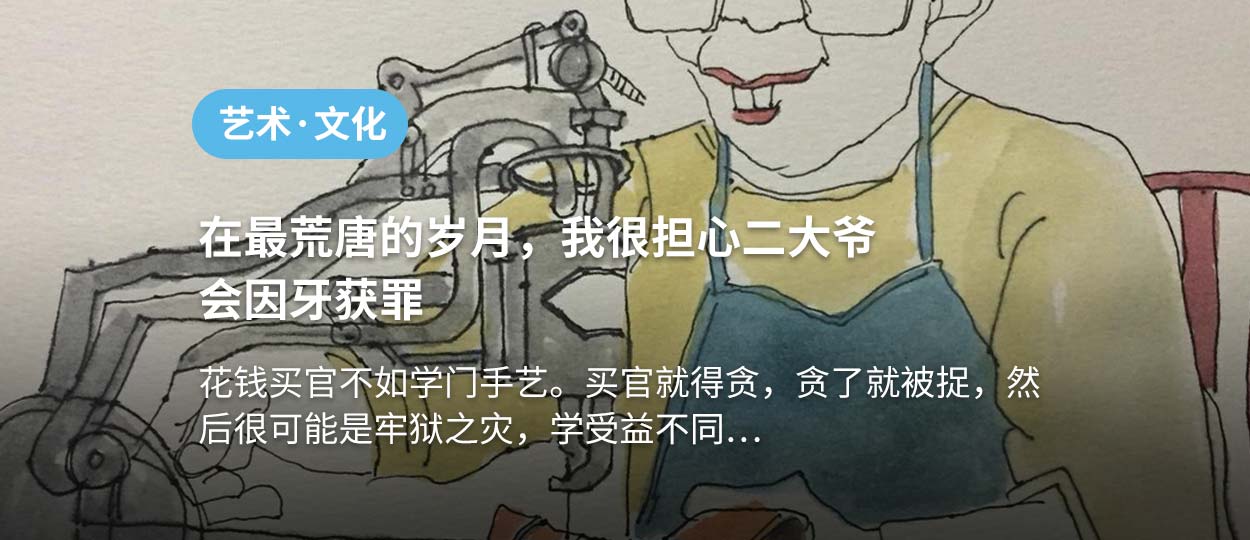 艺术·文化
在最荒唐的岁月，我很担心二大爷
会因牙获罪
花钱买官不如学门手艺。买官就得贪，贪了就被捉，然
后很可能是牢狱之灾，学受益不同…